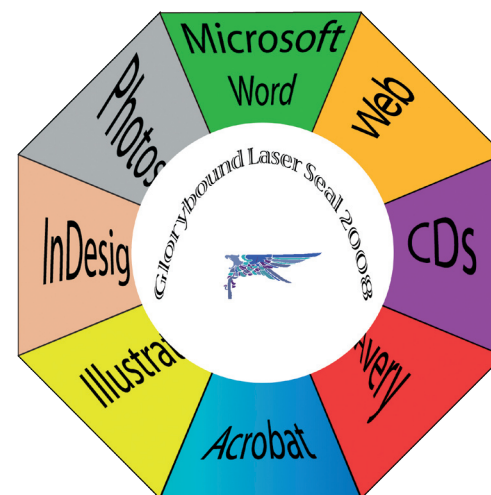 Microsoft
Word
Web
CDs
Avery
Acrobat
Illustrat
InDesig
Photos
Glorybound Laser Seal 2008